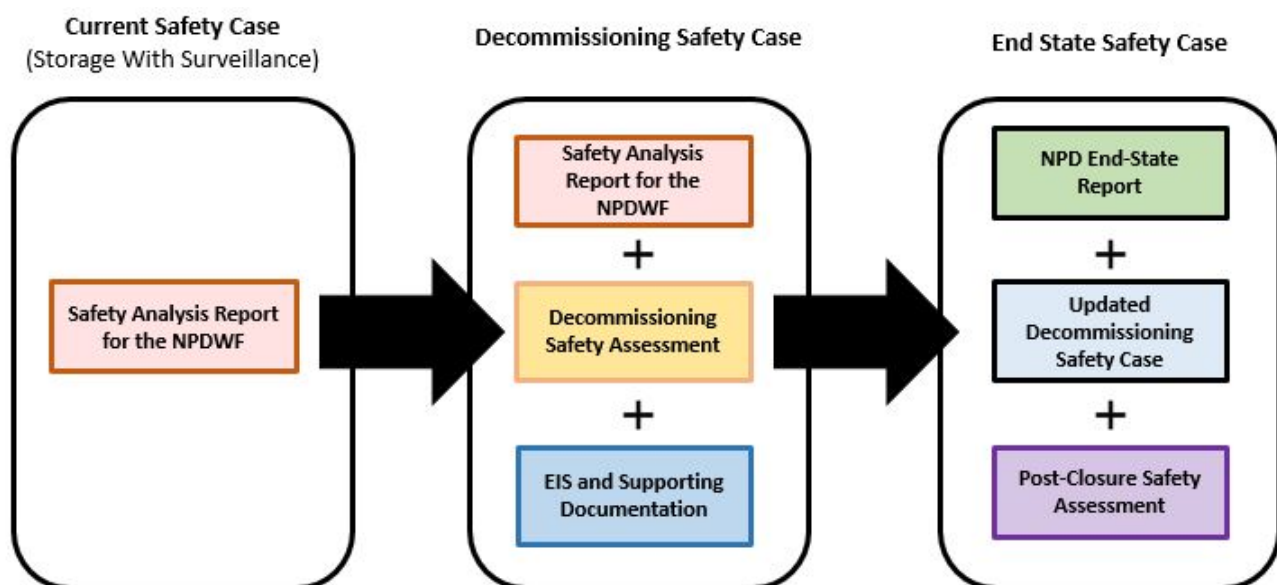 Current Safety Case
(Storage With Surveillance)
Safety Analysis Report
for the NPDWF
Decommissioning Safety Case
Safety Analysis
Report for the
NPDWF
+
Decommissioning
Safety Assessment
+
EIS and Supporting
Documentation
End State Safety Case
NPD End-State
Report
+
Updated
Decommissioning
Safety Case
+
Post-Closure Safety
Assessment